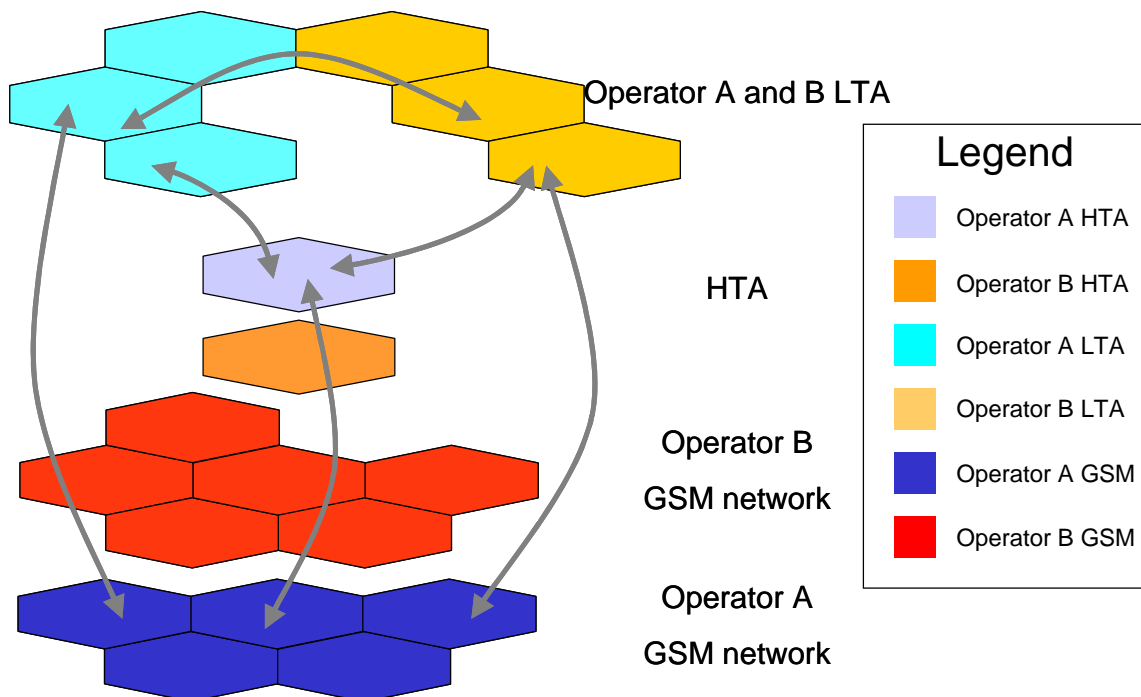 Operator A and B LTA
HTA
Operator B
GSM network
Operator A
GSM network
Legend
Operator A HTA
Operator B HTA
Operator A LTA
Operator B LTA
Operator A GSM
Operator B GSM